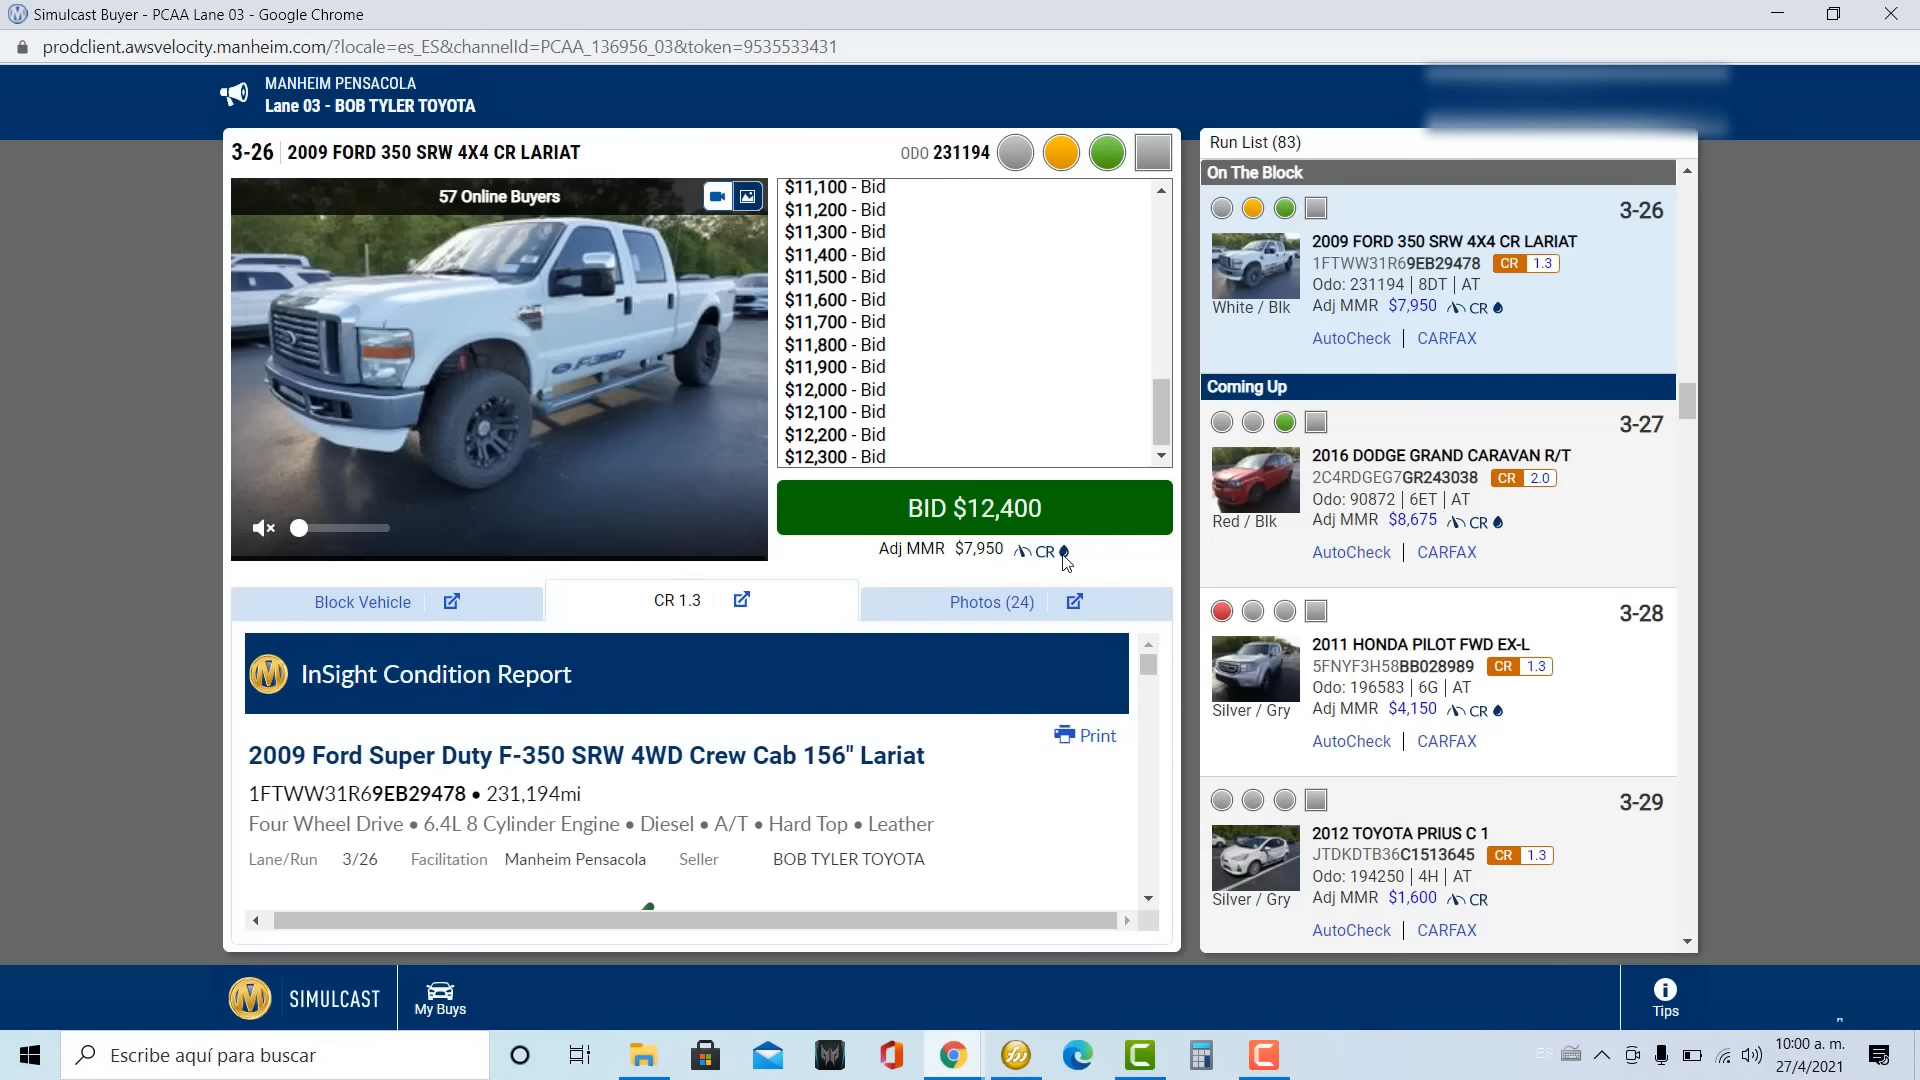 Simulcast Buyer - PCAA Lane 03 - Google Chrome
prodclient.awsvelocity.manheim.com/?locale=es_ES&channelId=PCAA_136956_03&token=9535533431
MANHEIM PENSACOLA
Lane 03 - BOB TYLER TOYOTA
3-26 2009 FORD 350 SRW 4X4 CR LARIAT ODO 231194
57 Online Buyers
$11,100 - Bid
$11,200 - Bid
$11,300 - Bid
$11,400 - Bid
$11,500 - Bid
$11,600 - Bid
$11,700 - Bid
$11,800 - Bid
$11,900 - Bid
$12,000 - Bid
$12,100 - Bid
$12,200 - Bid
$12,300 - Bid
BID $12,400
Adj MMR $7,950 CR
Block Vehicle
CR 1.3
Photos (24)
InSight Condition Report
Print
2009 Ford Super Duty F-350 SRW 4WD Crew Cab 156" Lariat
1FTWW31R69EB29478 • 231,194mi
Four Wheel Drive • 6.4L 8 Cylinder Engine • Diesel • A/T • Hard Top • Leather
Lane/Run 3/26 Facilitation Manheim Pensacola Seller BOB TYLER TOYOTA
Run List (83)
On The Block
3-26
2009 FORD 350 SRW 4X4 CR LARIAT
1FTWW31R69EB29478 CR 1.3
Odo: 231194 | 8DT | AT
White / Blk
Adj MMR $7,950 CR
AutoCheck | CARFAX
Coming Up
3-27
2016 DODGE GRAND CARAVAN R/T
2C4RDGEG7GR243038 CR 2.0
Odo: 90872 | 6ET | AT
Red / Blk
Adj MMR $8,675 CR
AutoCheck | CARFAX
3-28
2011 HONDA PILOT FWD EX-L
5FNYF3H58BB028989 CR 1.3
Odo: 196583 | 6G | AT
Silver / Gry
Adj MMR $4,150 CR
AutoCheck | CARFAX
3-29
2012 TOYOTA PRIUS C 1
JTDKDTB36C1513645 CR 1.3
Odo: 194250 | 4H | AT
Silver / Gry
Adj MMR $1,600 CR
AutoCheck | CARFAX
SIMULCAST
My Buys
Tips
Escribe aquí para buscar
ES
10:00 a. m.
27/4/2021